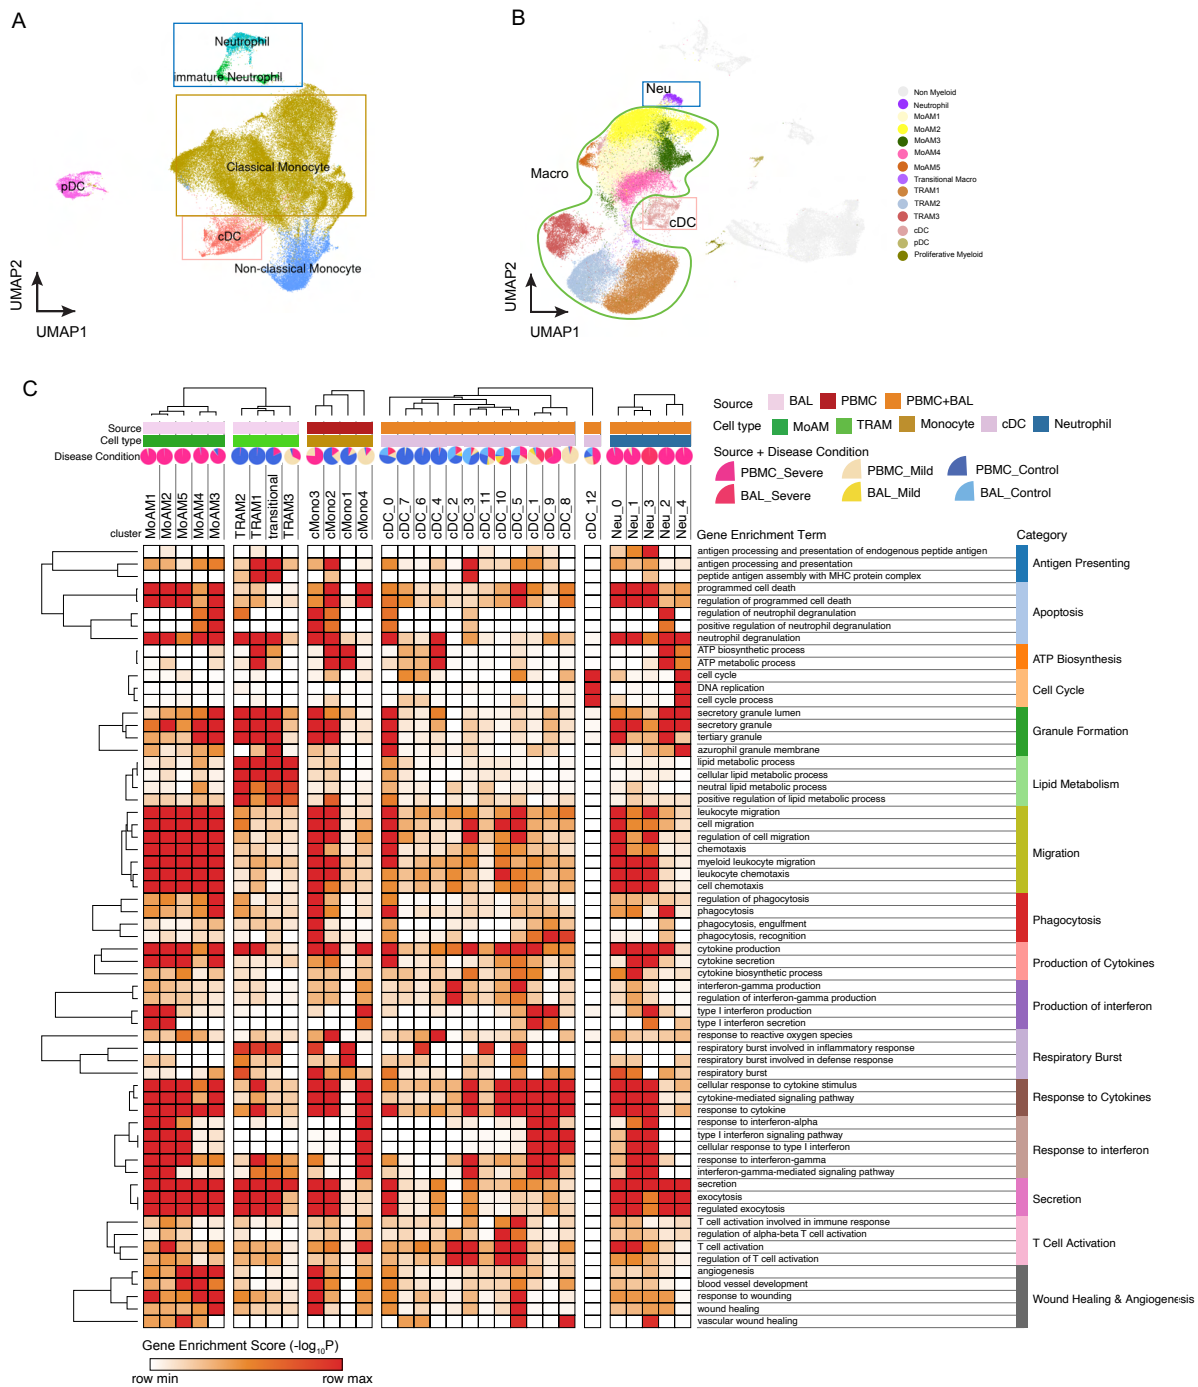 A
Neutrophil
immature Neutrophil
Classical Monocyte
pDC
cDC
Non-classical Monocyte
UMAP2
UMAP1
B
Neu
Macro
cDC
UMAP2
UMAP1
Non Myeloid
Neutrophil
MoAM1
MoAM2
MoAM3
MoAM4
MoAM5
Transitional Macro
TRAM1
TRAM2
TRAM3
cDC
pDC
Proliferative Myeloid
C
Source
Cell type
Disease Condition
cluster
MoAM1
MoAM2
MoAM5
MoAM4
MoAM3
TRAM2
TRAM1
transitional
TRAM3
cMono3
cMono2
cMono1
cMono4
cDC_0
cDC_7
cDC_6
cDC_4
cDC_2
cDC_3
cDC_11
cDC_10
cDC_5
cDC_1
cDC_9
cDC_8
cDC_12
Neu_0
Neu_1
Neu_3
Neu_2
Neu_4
Source BAL PBMC PBMC+BAL
Cell type MoAM TRAM Monocyte cDC Neutrophil
Source + Disease Condition
PBMC_Severe PBMC_Mild PBMC_Control
BAL_Severe BAL_Mild BAL_Control
Gene Enrichment Term Category
antigen processing and presentation of endogenous peptide antigen
antigen processing and presentation
peptide antigen assembly with MHC protein complex
Antigen Presenting
programmed cell death
regulation of programmed cell death
regulation of neutrophil degranulation
positive regulation of neutrophil degranulation
neutrophil degranulation
Apoptosis
ATP biosynthetic process
ATP metabolic process
ATP Biosynthesis
cell cycle
DNA replication
cell cycle process
Cell Cycle
secretory granule lumen
secretory granule
tertiary granule
azurophil granule membrane
Granule Formation
lipid metabolic process
cellular lipid metabolic process
neutral lipid metabolic process
positive regulation of lipid metabolic process
Lipid Metabolism
leukocyte migration
cell migration
regulation of cell migration
chemotaxis
myeloid leukocyte migration
leukocyte chemotaxis
cell chemotaxis
Migration
regulation of phagocytosis
phagocytosis
phagocytosis, engulfment
phagocytosis, recognition
Phagocytosis
cytokine production
cytokine secretion
cytokine biosynthetic process
Production of Cytokines
interferon-gamma production
regulation of interferon-gamma production
type I interferon production
type I interferon secretion
Production of interferon
response to reactive oxygen species
respiratory burst involved in inflammatory response
respiratory burst involved in defense response
respiratory burst
Respiratory Burst
cellular response to cytokine stimulus
cytokine-mediated signaling pathway
response to cytokine
Response to Cytokines
response to interferon-alpha
type I interferon signaling pathway
cellular response to type I interferon
response to interferon-gamma
interferon-gamma-mediated signaling pathway
Response to interferon
secretion
exocytosis
regulated exocytosis
Secretion
T cell activation involved in immune response
regulation of alpha-beta T cell activation
T cell activation
regulation of T cell activation
T Cell Activation
angiogenesis
blood vessel development
response to wounding
wound healing
vascular wound healing
Wound Healing & Angiogenesis
Gene Enrichment Score (-log₁₀P)
row min row max